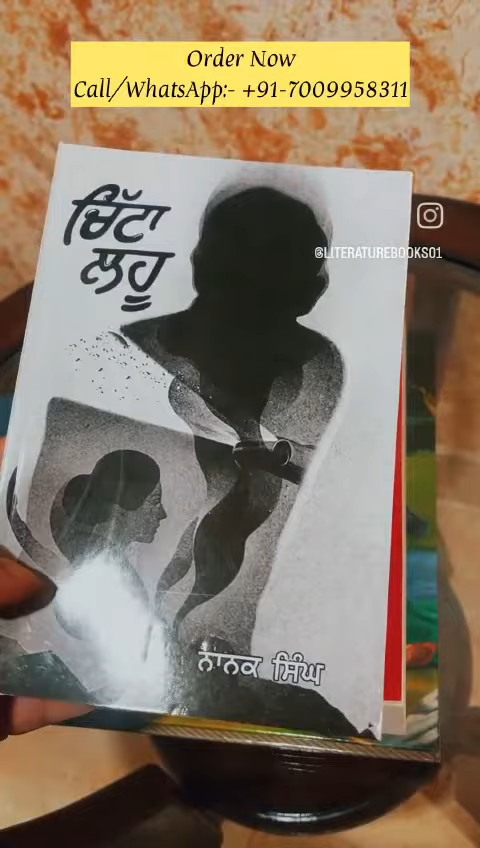 Order Now
Call/WhatsApp:- +91-7009958311
@LITERATUREBOOKS01
ਚਿੱਟਾ
ਲਹੂ
ਨਾਨਕ ਸਿੰਘ